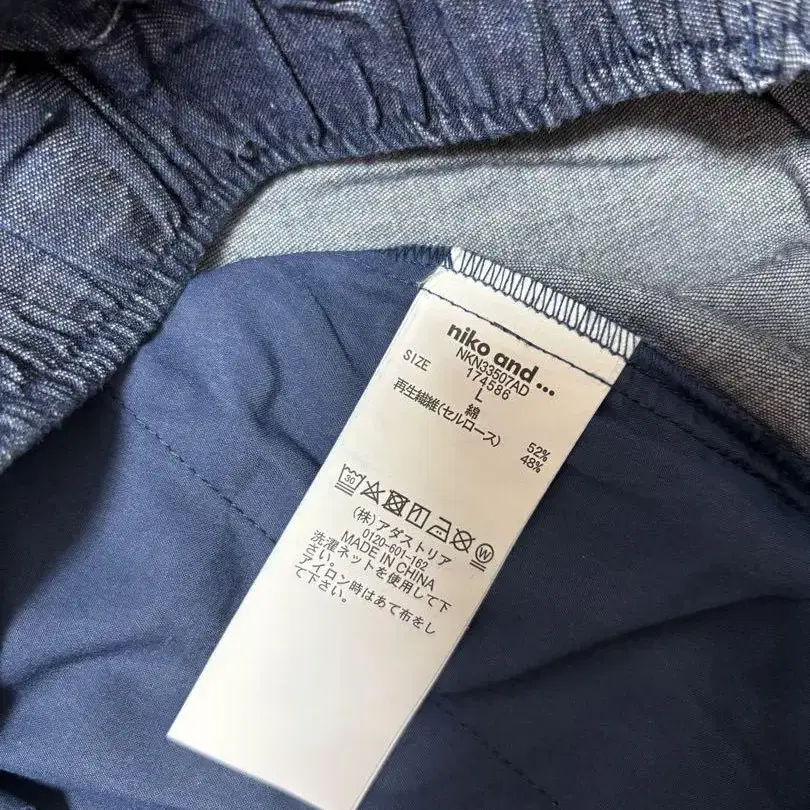 niko and ...
NKN33507AD
174586
SIZE L
綿 52%
再生繊維(セルロース) 48%
30
W
(株)アダストリア
0120-601-162
MADE IN CHINA
洗濯ネットを使用して下
さい。
アイロン時はあて布をし
て下さい。